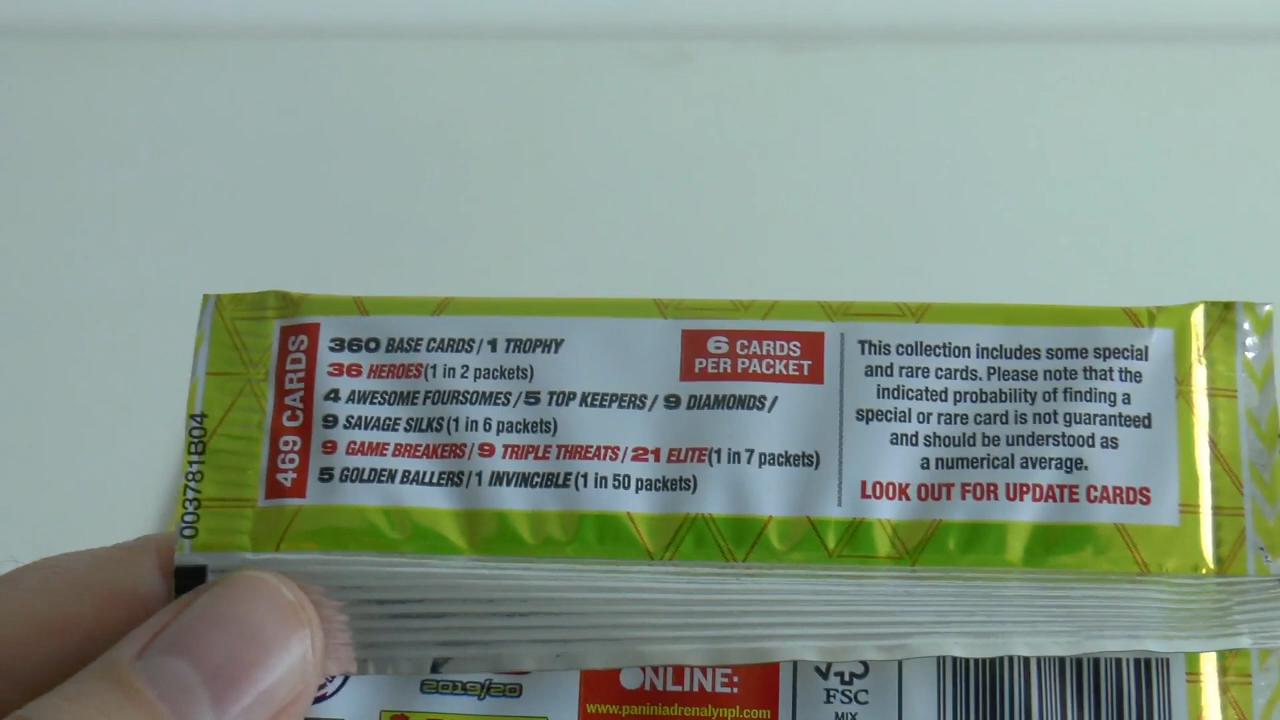 003781B04
469 CARDS
360 BASE CARDS / 1 TROPHY
36 HEROES (1 in 2 packets)
4 AWESOME FOURSOMES / 5 TOP KEEPERS / 9 DIAMONDS /
9 SAVAGE SILKS (1 in 6 packets)
9 GAME BREAKERS / 9 TRIPLE THREATS / 21 ELITE (1 in 7 packets)
5 GOLDEN BALLERS / 1 INVINCIBLE (1 in 50 packets)
6 CARDS
PER PACKET
This collection includes some special
and rare cards. Please note that the
indicated probability of finding a
special or rare card is not guaranteed
and should be understood as
a numerical average.
LOOK OUT FOR UPDATE CARDS
2019/20
ONLINE:
www.paniniadrenalynpl.com
FSC
MIX